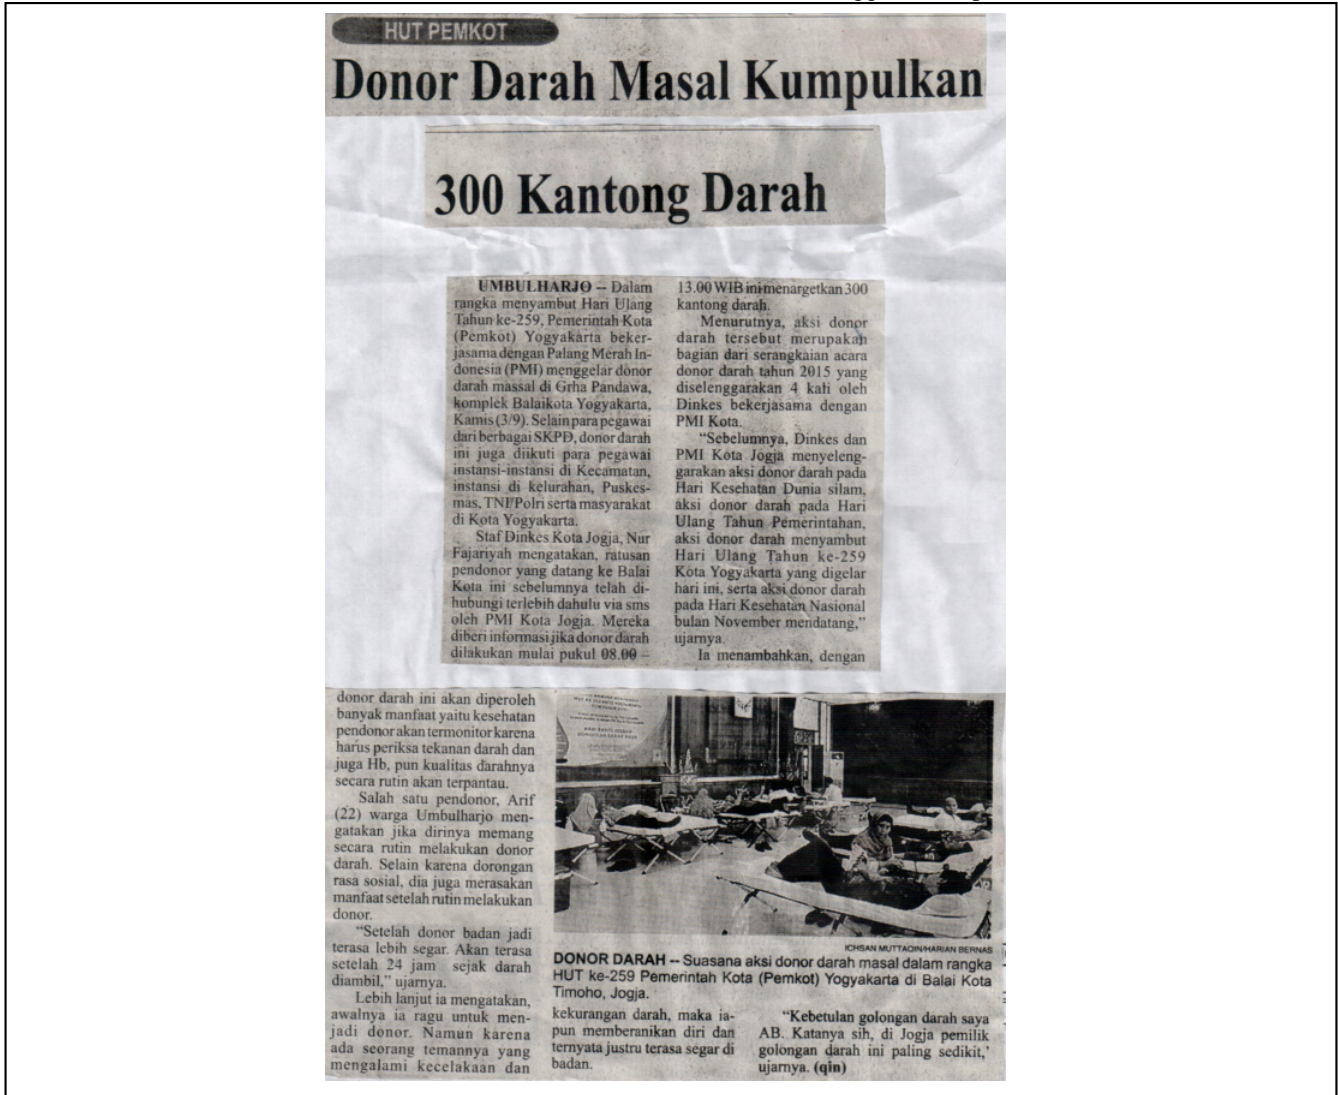 HUT PEMKOT
Donor Darah Masal Kumpulkan
300 Kantong Darah
UMBULHARJO -- Dalam
rangka menyambut Hari Ulang
Tahun ke-259, Pemerintah Kota
(Pemkot) Yogyakarta beker-
jasama dengan Palang Merah In-
donesia (PMI) menggelar donor
darah massal di Grha Pandawa,
komplek Balaikota Yogyakarta,
Kamis (3/9). Selain para pegawai
dari berbagai SKPD, donor darah
ini juga diikuti para pegawai
instansi-instansi di Kecamatan,
instansi di kelurahan, Puskes-
mas, TNI/Polri serta masyarakat
di Kota Yogyakarta.
Staf Dinkes Kota Jogja, Nur
Fajariyah mengatakan, ratusan
pendonor yang datang ke Balai
Kota ini sebelumnya telah di-
hubungi terlebih dahulu via sms
oleh PMI Kota Jogja. Mereka
diberi informasi jika donor darah
dilakukan mulai pukul 08.00 –
13.00 WIB ini menargetkan 300
kantong darah.
Menurutnya, aksi donor
darah tersebut merupakan
bagian dari serangkaian acara
donor darah tahun 2015 yang
diselenggarakan 4 kali oleh
Dinkes bekerjasama dengan
PMI Kota.
“Sebelumnya, Dinkes dan
PMI Kota Jogja menyeleng-
garakan aksi donor darah pada
Hari Kesehatan Dunia silam,
aksi donor darah pada Hari
Ulang Tahun Pemerintahan,
aksi donor darah menyambut
Hari Ulang Tahun ke-259
Kota Yogyakarta yang digelar
hari ini, serta aksi donor darah
pada Hari Kesehatan Nasional
bulan November mendatang,”
ujarnya.
Ia menambahkan, dengan
donor darah ini akan diperoleh
banyak manfaat yaitu kesehatan
pendonor akan termonitor karena
harus periksa tekanan darah dan
juga Hb, pun kualitas darahnya
secara rutin akan terpantau.
Salah satu pendonor, Arif
(22) warga Umbulharjo men-
gatakan jika dirinya memang
secara rutin melakukan donor
darah. Selain karena dorongan
rasa sosial, dia juga merasakan
manfaat setelah rutin melakukan
donor.
“Setelah donor badan jadi
terasa lebih segar. Akan terasa
setelah 24 jam sejak darah
diambil,” ujarnya.
Lebih lanjut ia mengatakan,
awalnya ia ragu untuk men-
jadi donor. Namun karena
ada seorang temannya yang
mengalami kecelakaan dan
ICHSAN MUTTAQIN/HARIAN BERNAS
DONOR DARAH -- Suasana aksi donor darah masal dalam rangka
HUT ke-259 Pemerintah Kota (Pemkot) Yogyakarta di Balai Kota
Timoho, Jogja.
kekurangan darah, maka ia-
pun memberanikan diri dan
ternyata justru terasa segar di
badan.
“Kebetulan golongan darah saya
AB. Katanya sih, di Jogja pemilik
golongan darah ini paling sedikit,’
ujarnya. (qin)